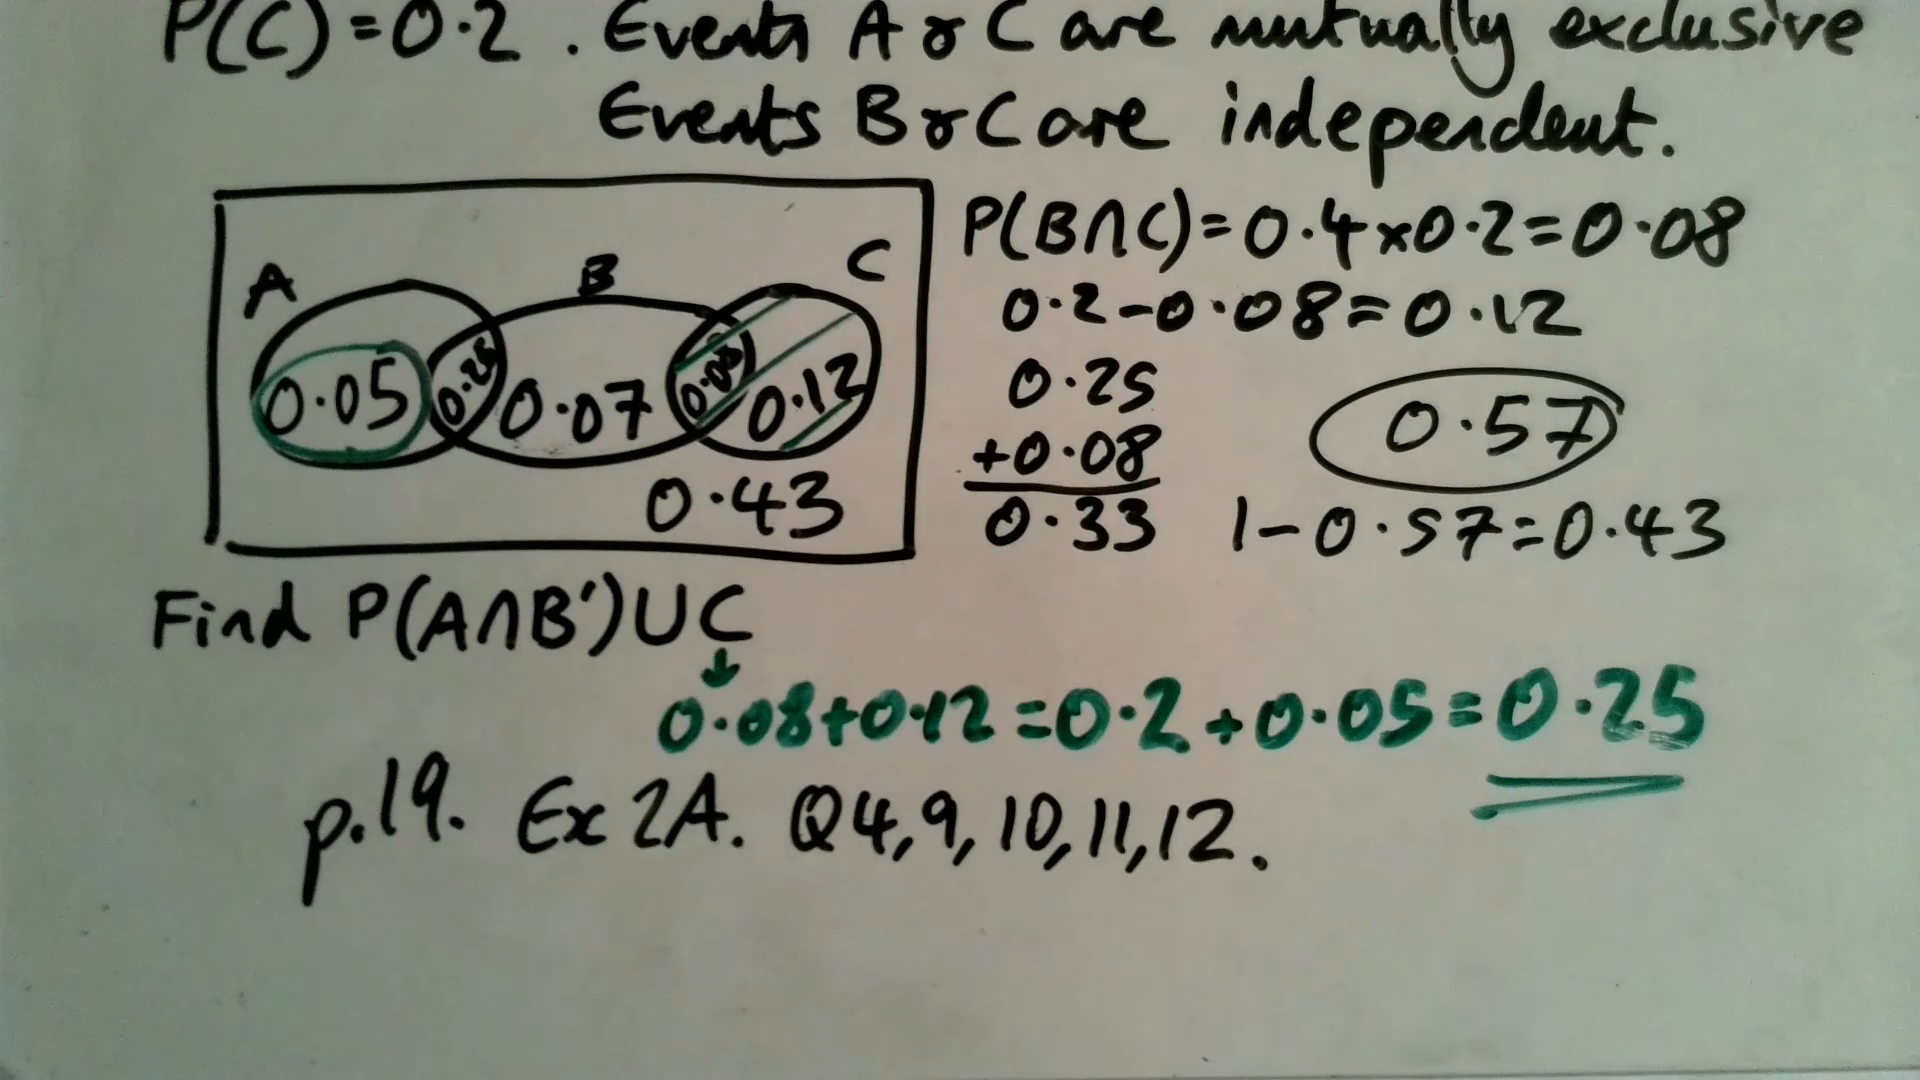 P(C)=0.2. Events A & C are mutually exclusive
Events B & C are independent.
P(B∩C)=0.4×0.2=0.08
0.2-0.08=0.12
A B C
0.05 0.25 0.07 0.08 0.12
0.43
0.25
+0.08
0.33
0.57
1-0.57=0.43
Find P(A∩B')∪C
0.08+0.12=0.2+0.05=0.25
p.19. Ex 2A. Q4,9,10,11,12.